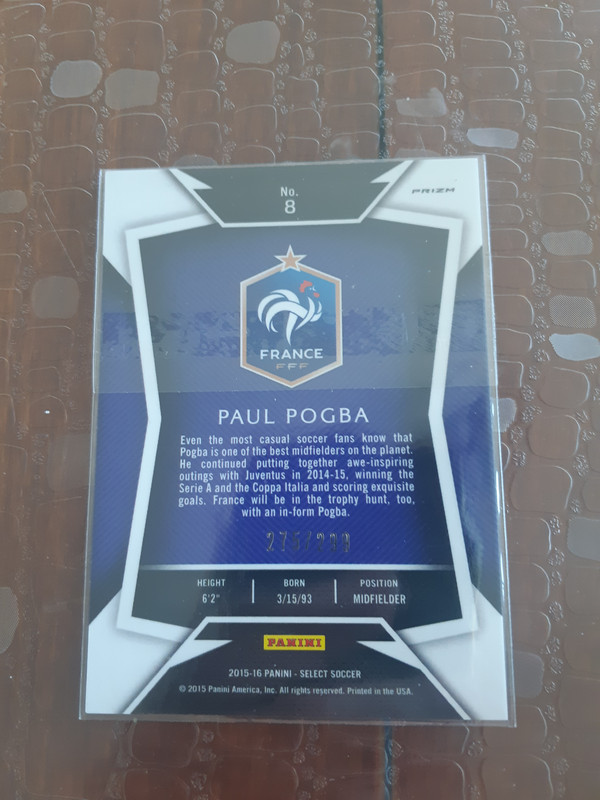 No.
8
PRIZM
FRANCE
FFF
PAUL POGBA
Even the most casual soccer fans know that
Pogba is one of the best midfielders on the planet.
He continued putting together awe-inspiring
outings with Juventus in 2014-15, winning the
Serie A and the Coppa Italia and scoring exquisite
goals. France will be in the trophy hunt, too,
with an in-form Pogba.
HEIGHT BORN POSITION
6'2" 3/15/93 MIDFIELDER
PANINI
2015-16 PANINI - SELECT SOCCER
© 2015 Panini America, Inc. All rights reserved. Printed in the USA.